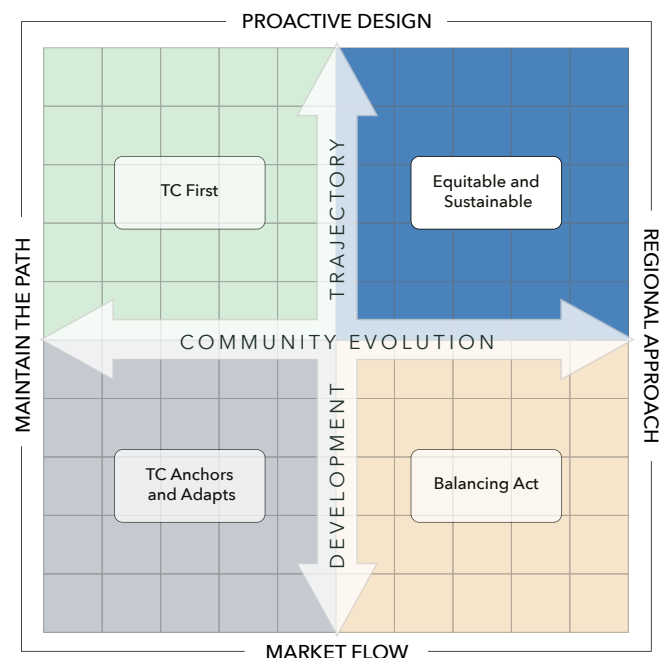 PROACTIVE DESIGN
TC First
Equitable and
Sustainable
TRAJECTORY
MAINTAIN THE PATH
REGIONAL APPROACH
COMMUNITY EVOLUTION
DEVELOPMENT
TC Anchors
and Adapts
Balancing Act
MARKET FLOW